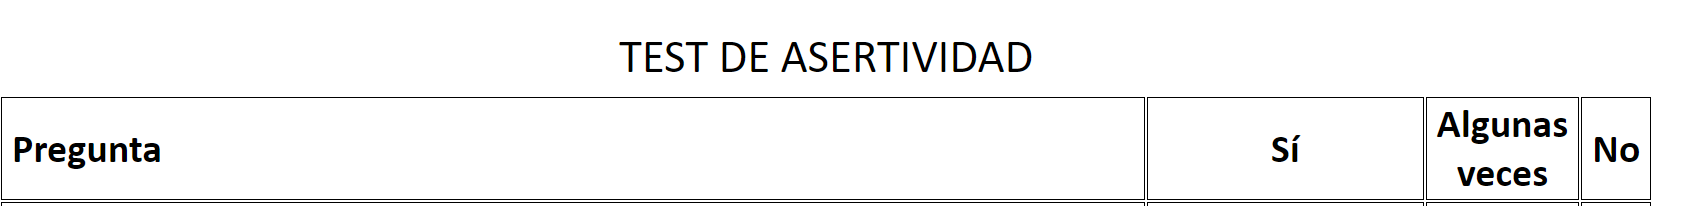 TEST DE ASERTIVIDAD
Pregunta Sí Algunas veces No